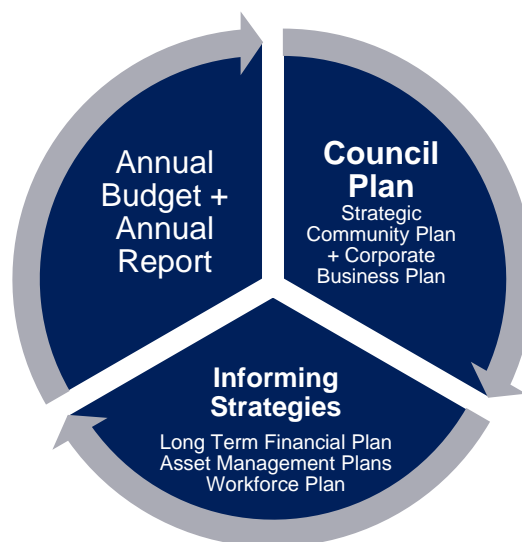 Annual
Budget +
Annual
Report
Council
Plan
Strategic
Community Plan
+ Corporate
Business Plan
Informing
Strategies
Long Term Financial Plan
Asset Management Plans
Workforce Plan